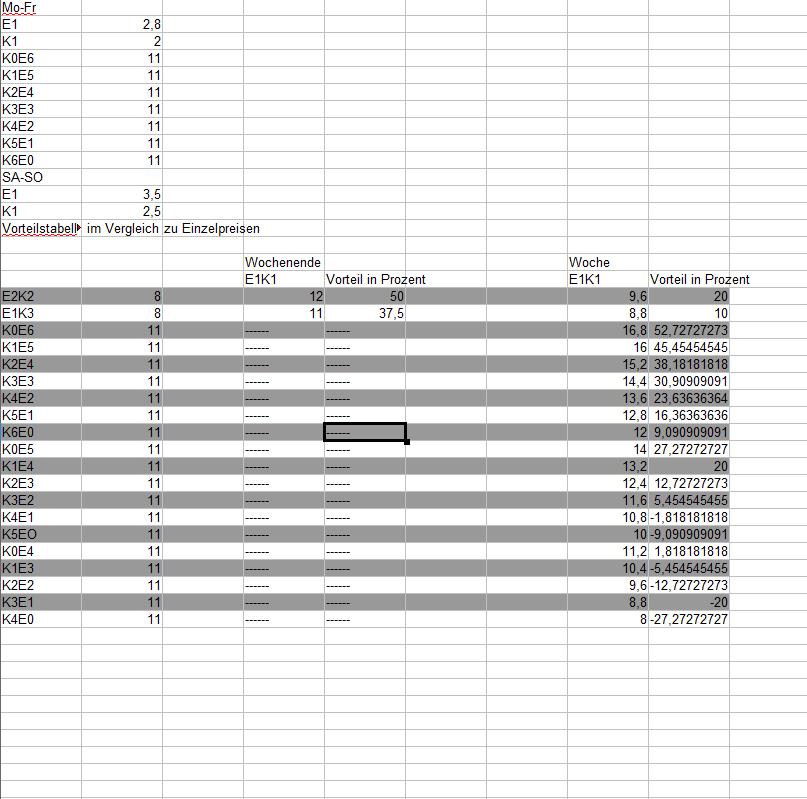 Mo-Fr
E1 2,8
K1 2
K0E6 11
K1E5 11
K2E4 11
K3E3 11
K4E2 11
K5E1 11
K6E0 11
SA-SO
E1 3,5
K1 2,5
Vorteilstabell im Vergleich zu Einzelpreisen
Wochenende Woche
E1K1 Vorteil in Prozent E1K1 Vorteil in Prozent
E2K2 8 12 50 9,6 20
E1K3 8 11 37,5 8,8 10
K0E6 11 ------ ------ 16,8 52,72727273
K1E5 11 ------ ------ 16 45,45454545
K2E4 11 ------ ------ 15,2 38,18181818
K3E3 11 ------ ------ 14,4 30,90909091
K4E2 11 ------ ------ 13,6 23,63636364
K5E1 11 ------ ------ 12,8 16,36363636
K6E0 11 ------ ------ 12 9,090909091
K0E5 11 ------ ------ 14 27,27272727
K1E4 11 ------ ------ 13,2 20
K2E3 11 ------ ------ 12,4 12,72727273
K3E2 11 ------ ------ 11,6 5,454545455
K4E1 11 ------ ------ 10,8 -1,818181818
K5EO 11 ------ ------ 10 -9,090909091
K0E4 11 ------ ------ 11,2 1,818181818
K1E3 11 ------ ------ 10,4 -5,454545455
K2E2 11 ------ ------ 9,6 -12,72727273
K3E1 11 ------ ------ 8,8 -20
K4E0 11 ------ ------ 8 -27,27272727